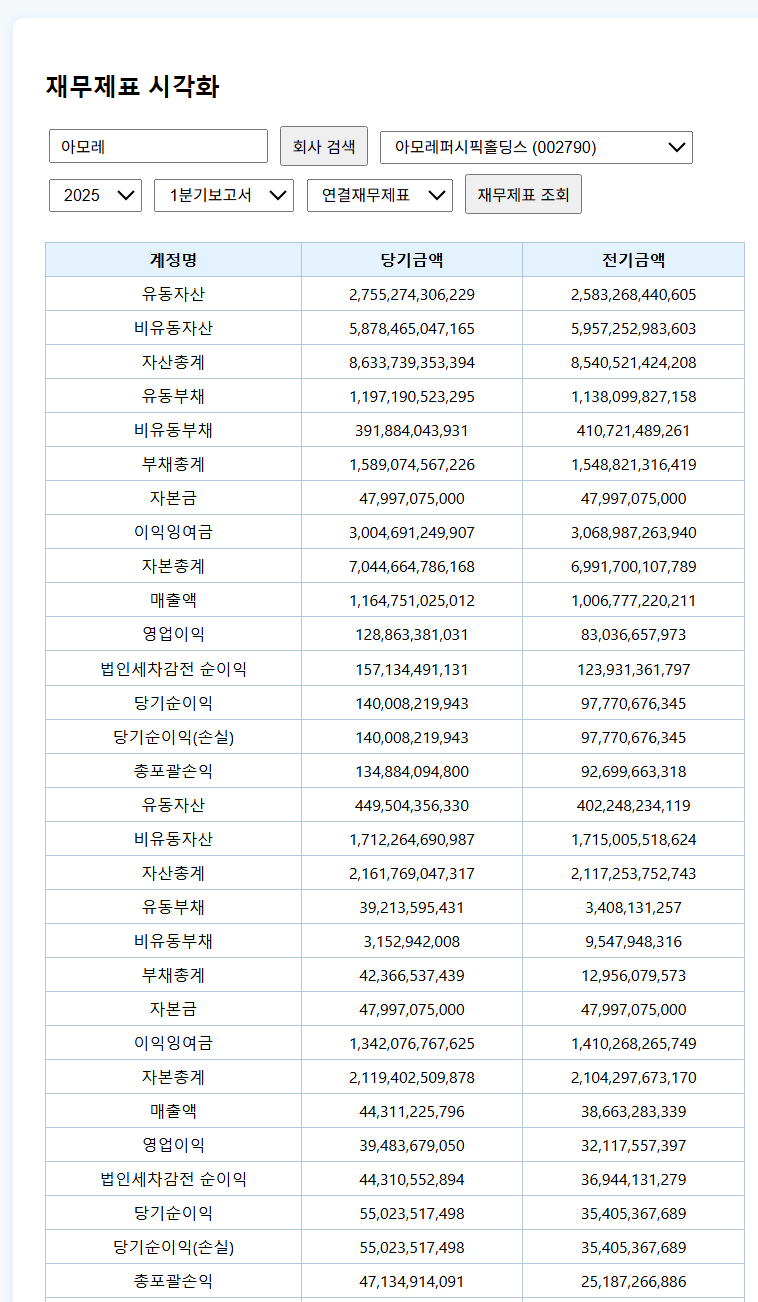 재무제표 시각화
아모레 회사 검색 아모레퍼시픽홀딩스 (002790)
2025 1분기보고서 연결재무제표 재무제표 조회
계정명 당기금액 전기금액
유동자산 2,755,274,306,229 2,583,268,440,605
비유동자산 5,878,465,047,165 5,957,252,983,603
자산총계 8,633,739,353,394 8,540,521,424,208
유동부채 1,197,190,523,295 1,138,099,827,158
비유동부채 391,884,043,931 410,721,489,261
부채총계 1,589,074,567,226 1,548,821,316,419
자본금 47,997,075,000 47,997,075,000
이익잉여금 3,004,691,249,907 3,068,987,263,940
자본총계 7,044,664,786,168 6,991,700,107,789
매출액 1,164,751,025,012 1,006,777,220,211
영업이익 128,863,381,031 83,036,657,973
법인세차감전 순이익 157,134,491,131 123,931,361,797
당기순이익 140,008,219,943 97,770,676,345
당기순이익(손실) 140,008,219,943 97,770,676,345
총포괄손익 134,884,094,800 92,699,663,318
유동자산 449,504,356,330 402,248,234,119
비유동자산 1,712,264,690,987 1,715,005,518,624
자산총계 2,161,769,047,317 2,117,253,752,743
유동부채 39,213,595,431 3,408,131,257
비유동부채 3,152,942,008 9,547,948,316
부채총계 42,366,537,439 12,956,079,573
자본금 47,997,075,000 47,997,075,000
이익잉여금 1,342,076,767,625 1,410,268,265,749
자본총계 2,119,402,509,878 2,104,297,673,170
매출액 44,311,225,796 38,663,283,339
영업이익 39,483,679,050 32,117,557,397
법인세차감전 순이익 44,310,552,894 36,944,131,279
당기순이익 55,023,517,498 35,405,367,689
당기순이익(손실) 55,023,517,498 35,405,367,689
총포괄손익 47,134,914,091 25,187,266,886